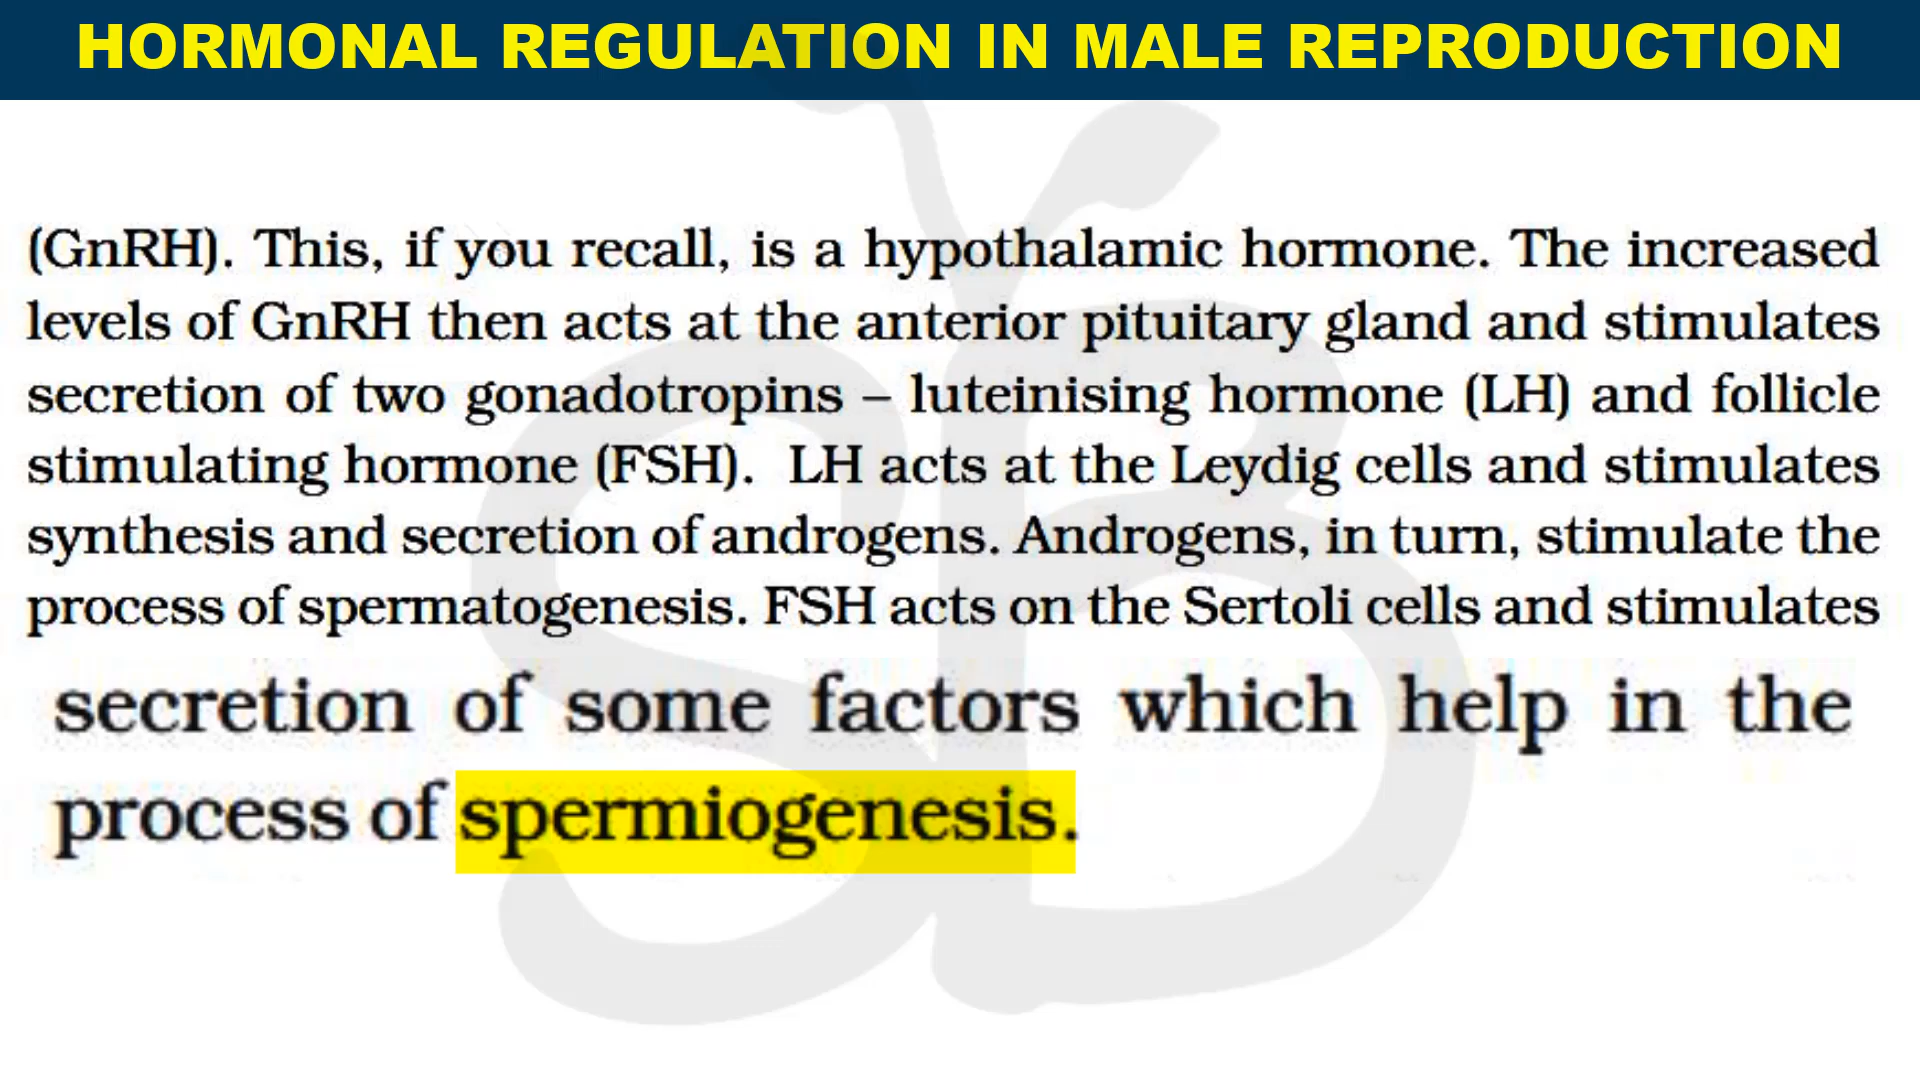 HORMONAL REGULATION IN MALE REPRODUCTION
(GnRH). This, if you recall, is a hypothalamic hormone. The increased
levels of GnRH then acts at the anterior pituitary gland and stimulates
secretion of two gonadotropins – luteinising hormone (LH) and follicle
stimulating hormone (FSH). LH acts at the Leydig cells and stimulates
synthesis and secretion of androgens. Androgens, in turn, stimulate the
process of spermatogenesis. FSH acts on the Sertoli cells and stimulates
secretion of some factors which help in the
process of spermiogenesis.
SB